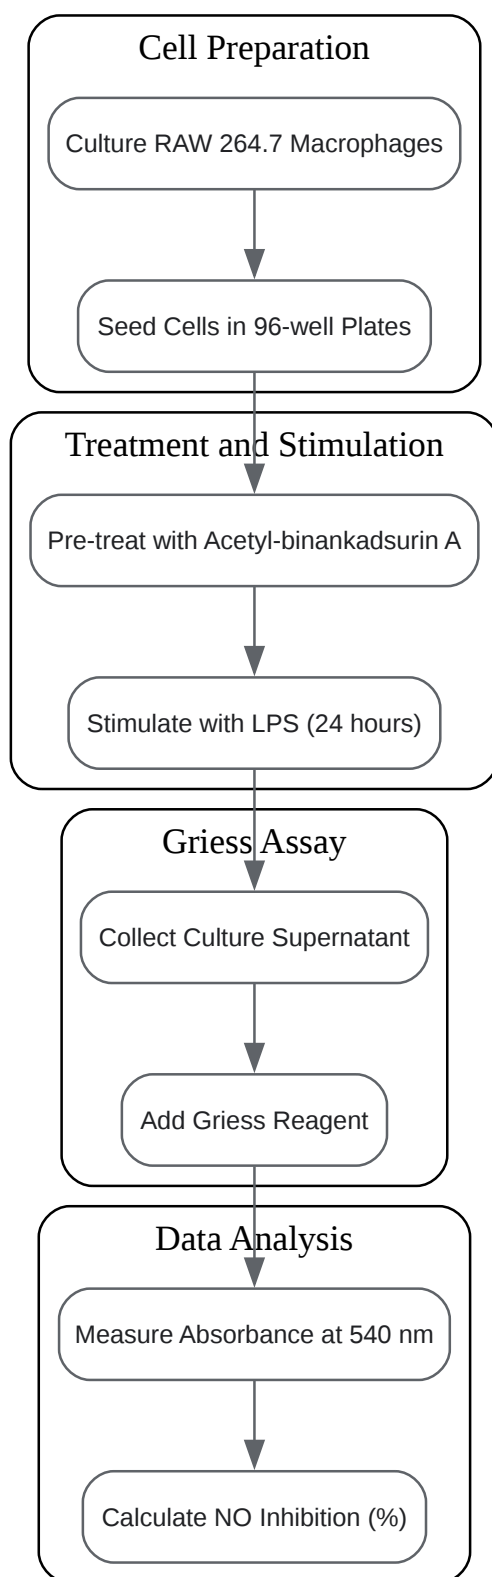 Cell Preparation
Culture RAW 264.7 Macrophages
Seed Cells in 96-well Plates
Treatment and Stimulation
Pre-treat with Acetyl-binankadsurin A
Stimulate with LPS (24 hours)
Griess Assay
Collect Culture Supernatant
Add Griess Reagent
Data Analysis
Measure Absorbance at 540 nm
Calculate NO Inhibition (%)